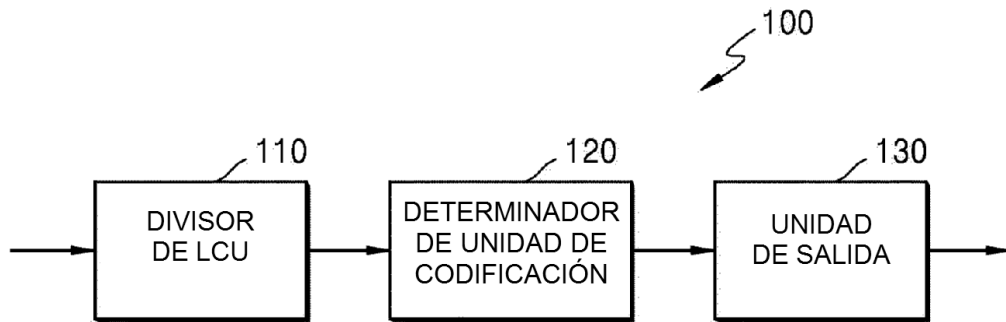 100
110
120
130
DIVISOR
DE LCU
DETERMINADOR
DE UNIDAD DE
CODIFICACIÓN
UNIDAD
DE SALIDA